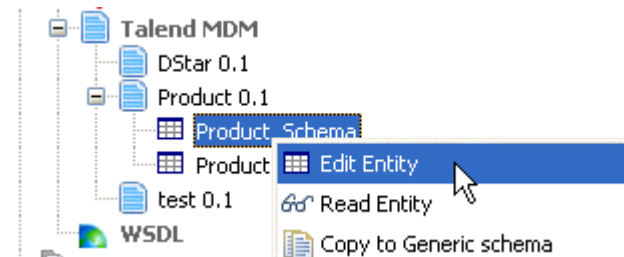 Talend MDM
DStar 0.1
Product 0.1
Product_Schema
Product
Edit Entity
test 0.1
Read Entity
WSDL
Copy to Generic schema